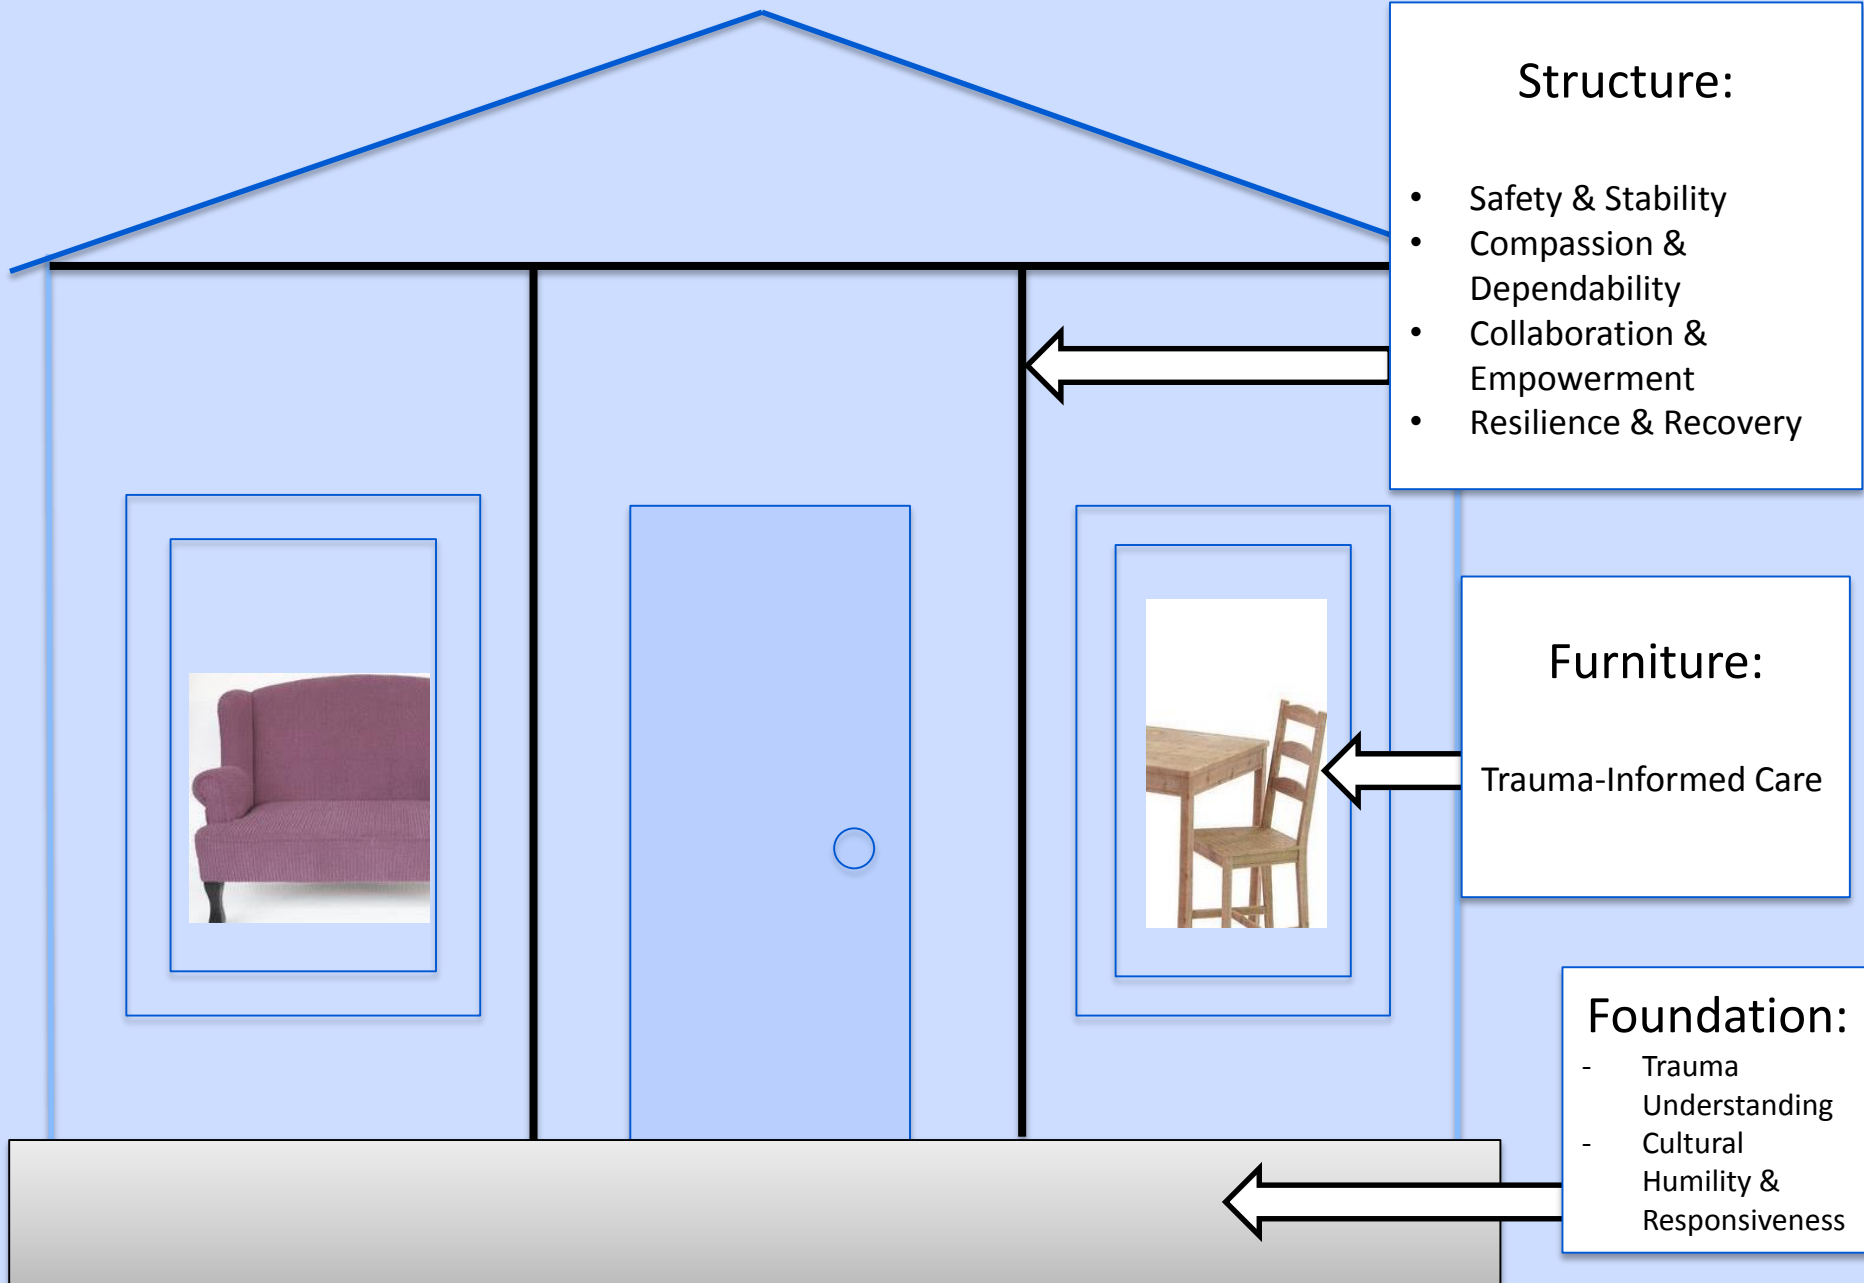 Structure:
• Safety & Stability
• Compassion &
Dependability
• Collaboration &
Empowerment
• Resilience & Recovery
Furniture:
Trauma-Informed Care
Foundation:
- Trauma
Understanding
- Cultural
Humility &
Responsiveness